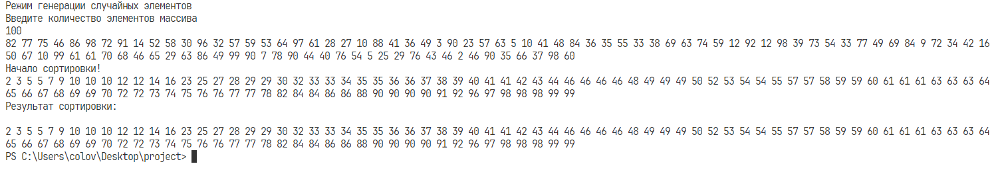 Режим генерации случайных элементов
Введите количество элементов массива
100
82 77 75 46 86 98 72 91 14 52 58 30 96 32 57 59 53 64 97 61 28 27 10 88 41 36 49 3 90 23 57 63 5 10 41 48 84 36 35 55 33 38 69 63 74 59 12 92 12 98 39 73 54 33 77 49 69 84 9 72 34 42 16
50 67 10 99 61 61 70 68 46 65 29 63 86 49 99 90 7 78 90 44 40 76 54 5 25 29 76 43 46 2 46 90 35 66 37 98 60
Начало сортировки!
2 3 5 5 7 9 10 10 10 12 12 14 16 23 25 27 28 29 29 30 32 33 33 34 35 35 36 36 37 38 39 40 41 41 42 43 44 46 46 46 46 48 49 49 49 50 52 53 54 54 55 57 57 58 59 59 60 61 61 61 63 63 63 64
65 66 67 68 69 69 70 72 72 73 74 75 76 76 77 77 78 82 84 84 86 86 88 90 90 90 90 91 92 96 97 98 98 98 99 99
Результат сортировки:
2 3 5 5 7 9 10 10 10 12 12 14 16 23 25 27 28 29 29 30 32 33 33 34 35 35 36 36 37 38 39 40 41 41 42 43 44 46 46 46 46 48 49 49 49 50 52 53 54 54 55 57 57 58 59 59 60 61 61 61 63 63 63 64
65 66 67 68 69 69 70 72 72 73 74 75 76 76 77 77 78 82 84 84 86 86 88 90 90 90 90 91 92 96 97 98 98 98 99 99
PS C:\Users\colov\Desktop\project>